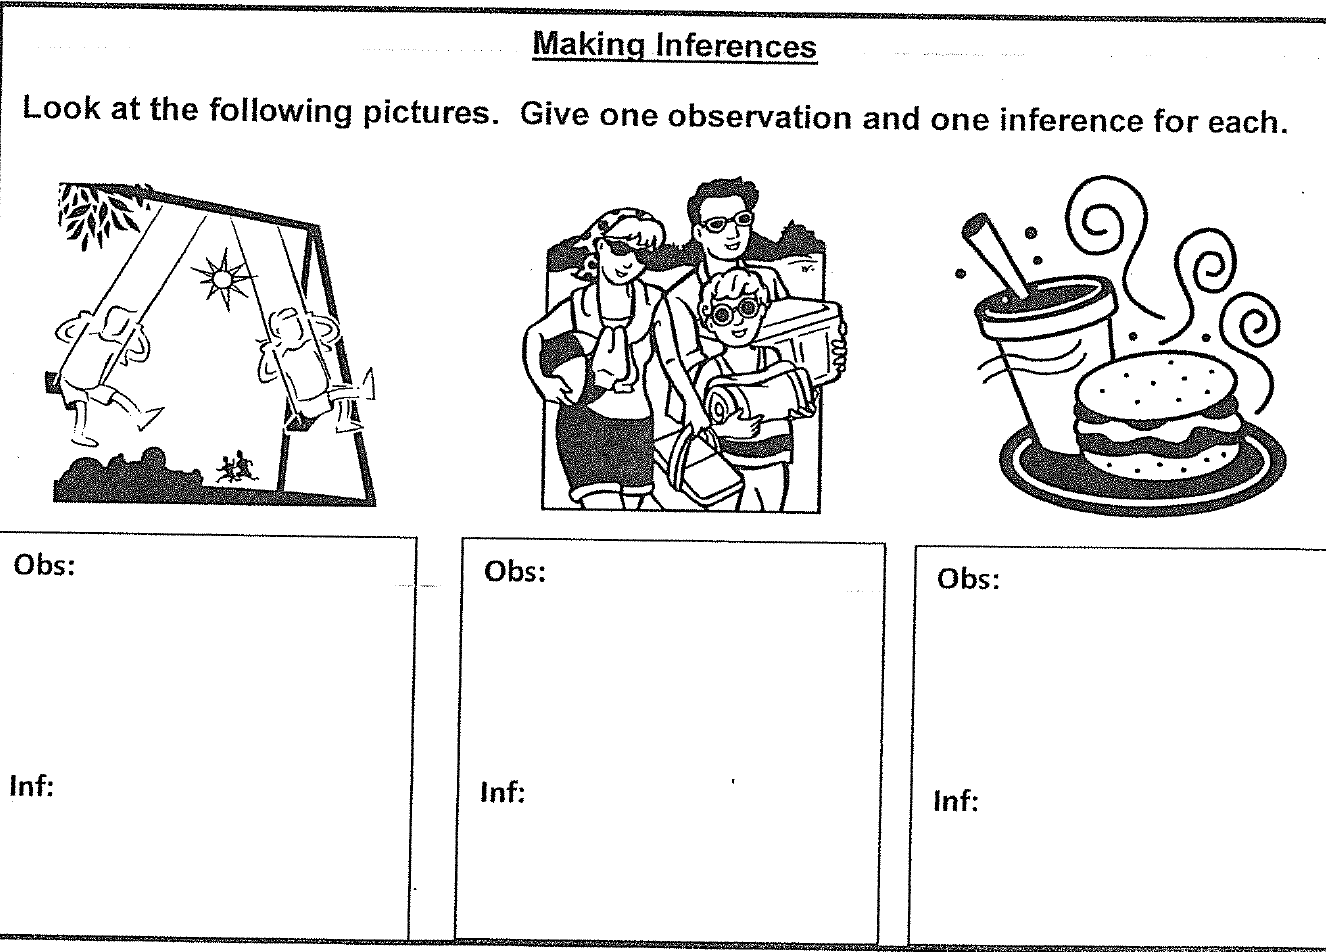 Making Inferences
Look at the following pictures. Give one observation and one inference for each.
Obs:
Obs:
Obs:
Inf:
Inf:
Inf: